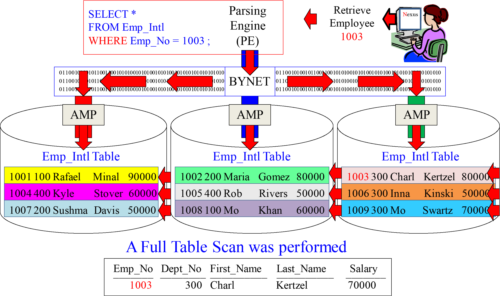 SELECT *
FROM Emp_Intl
WHERE Emp_No = 1003 ;
Parsing
Engine
(PE)
Retrieve
Employee
1003
Nexus
BYNET
AMP
AMP
AMP
Emp_Intl Table
Emp_Intl Table
Emp_Intl Table
1001 100 Rafael Minal 90000
1004 400 Kyle Stover 60000
1007 200 Sushma Davis 50000
1002 200 Maria Gomez 80000
1005 400 Rob Rivers 50000
1008 100 Mo Khan 60000
1003 300 Charl Kertzel 80000
1006 300 Inna Kinski 50000
1009 300 Mo Swartz 70000
A Full Table Scan was performed
Emp_No Dept_No First_Name Last_Name Salary
1003 300 Charl Kertzel 70000